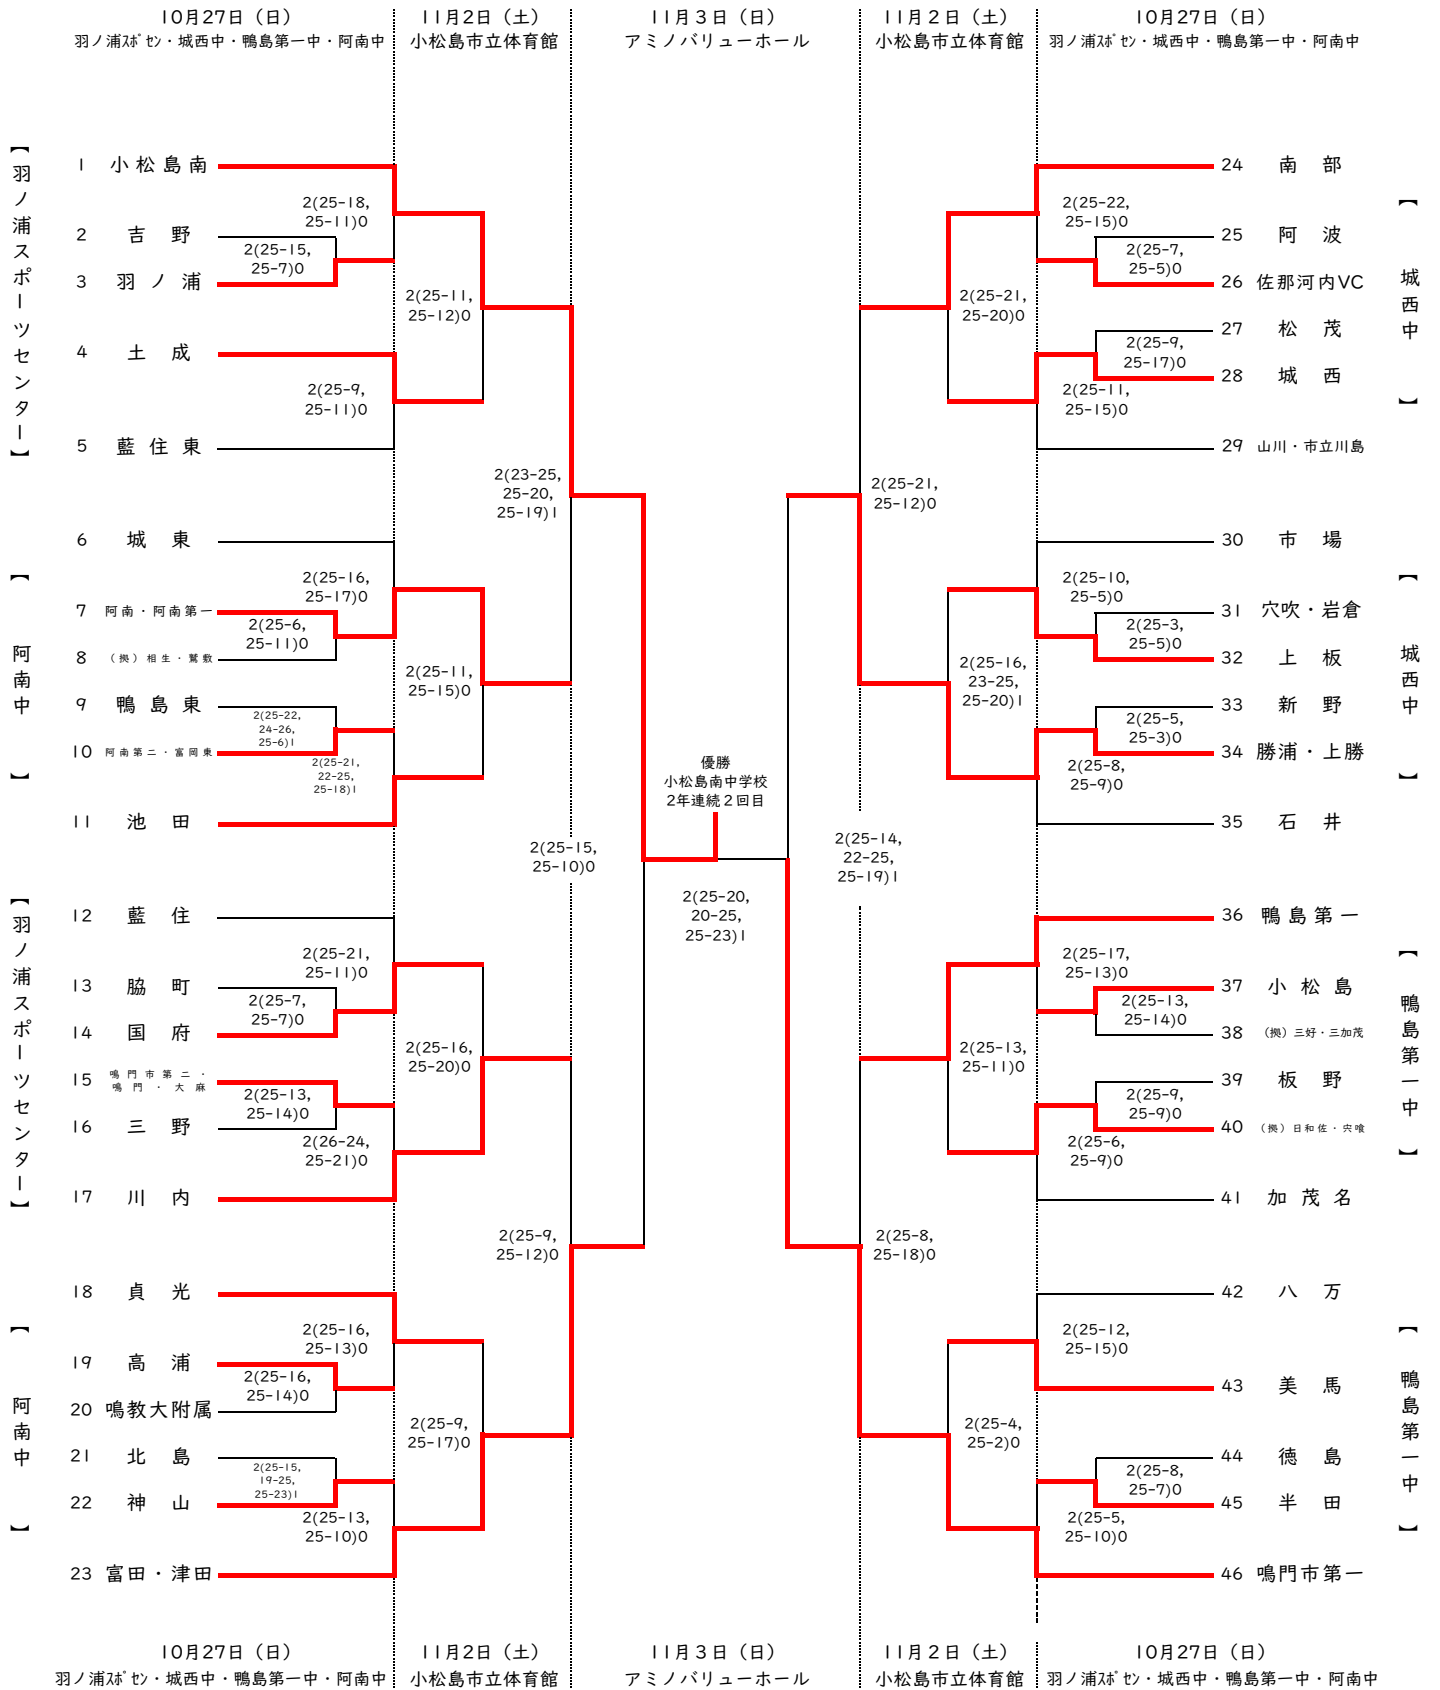 10月27日（日）
羽ノ浦スポセン・城西中・鴨島第一中・阿南中
11月2日（土）
小松島市立体育館
11月3日（日）
アミノバリューホール
11月2日（土）
小松島市立体育館
10月27日（日）
羽ノ浦スポセン・城西中・鴨島第一中・阿南中
【羽ノ浦スポーツセンター】
1 小松島南
2 吉野
3 羽ノ浦
4 土成
5 藍住東
2(25-18,
25-11)0
2(25-15,
25-7)0
2(25-9,
25-11)0
2(25-11,
25-12)0
【阿南中】
6 城東
7 阿南・阿南第一
8 （拠）相生・鷲敷
9 鴨島東
10 阿南第二・富岡東
11 池田
2(25-16,
25-17)0
2(25-6,
25-11)0
2(25-22,
24-26,
25-6)1
2(25-21,
22-25,
25-18)1
2(25-11,
25-15)0
2(23-25,
25-20,
25-19)1
【羽ノ浦スポーツセンター】
12 藍住
13 脇町
14 国府
15 鳴門市第二・
鳴門・大麻
16 三野
17 川内
2(25-21,
25-11)0
2(25-7,
25-7)0
2(25-13,
25-14)0
2(26-24,
25-21)0
2(25-16,
25-20)0
【阿南中】
18 貞光
19 高浦
20 鳴教大附属
21 北島
22 神山
23 富田・津田
2(25-16,
25-13)0
2(25-16,
25-14)0
2(25-15,
19-25,
25-23)1
2(25-13,
25-10)0
2(25-9,
25-17)0
2(25-9,
25-12)0
2(25-15,
25-10)0
優勝
小松島南中学校
2年連続2回目
2(25-20,
20-25,
25-23)1
2(25-14,
22-25,
25-19)1
【城西中】
24 南部
25 阿波
26 佐那河内VC
27 松茂
28 城西
29 山川・市立川島
2(25-22,
25-15)0
2(25-7,
25-5)0
2(25-9,
25-17)0
2(25-11,
25-15)0
2(25-21,
25-20)0
2(25-21,
25-12)0
【城西中】
30 市場
31 穴吹・岩倉
32 上板
33 新野
34 勝浦・上勝
35 石井
2(25-10,
25-5)0
2(25-3,
25-5)0
2(25-5,
25-3)0
2(25-8,
25-9)0
2(25-16,
23-25,
25-20)1
【鴨島第一中】
36 鴨島第一
37 小松島
38 （拠）三好・三加茂
39 板野
40 （拠）日和佐・宍喰
41 加茂名
2(25-17,
25-13)0
2(25-13,
25-14)0
2(25-9,
25-9)0
2(25-6,
25-9)0
2(25-13,
25-11)0
2(25-8,
25-18)0
【鴨島第一中】
42 八万
43 美馬
44 徳島
45 半田
46 鳴門市第一
2(25-12,
25-15)0
2(25-8,
25-7)0
2(25-5,
25-10)0
2(25-4,
25-2)0
10月27日（日）
羽ノ浦スポセン・城西中・鴨島第一中・阿南中
11月2日（土）
小松島市立体育館
11月3日（日）
アミノバリューホール
11月2日（土）
小松島市立体育館
10月27日（日）
羽ノ浦スポセン・城西中・鴨島第一中・阿南中